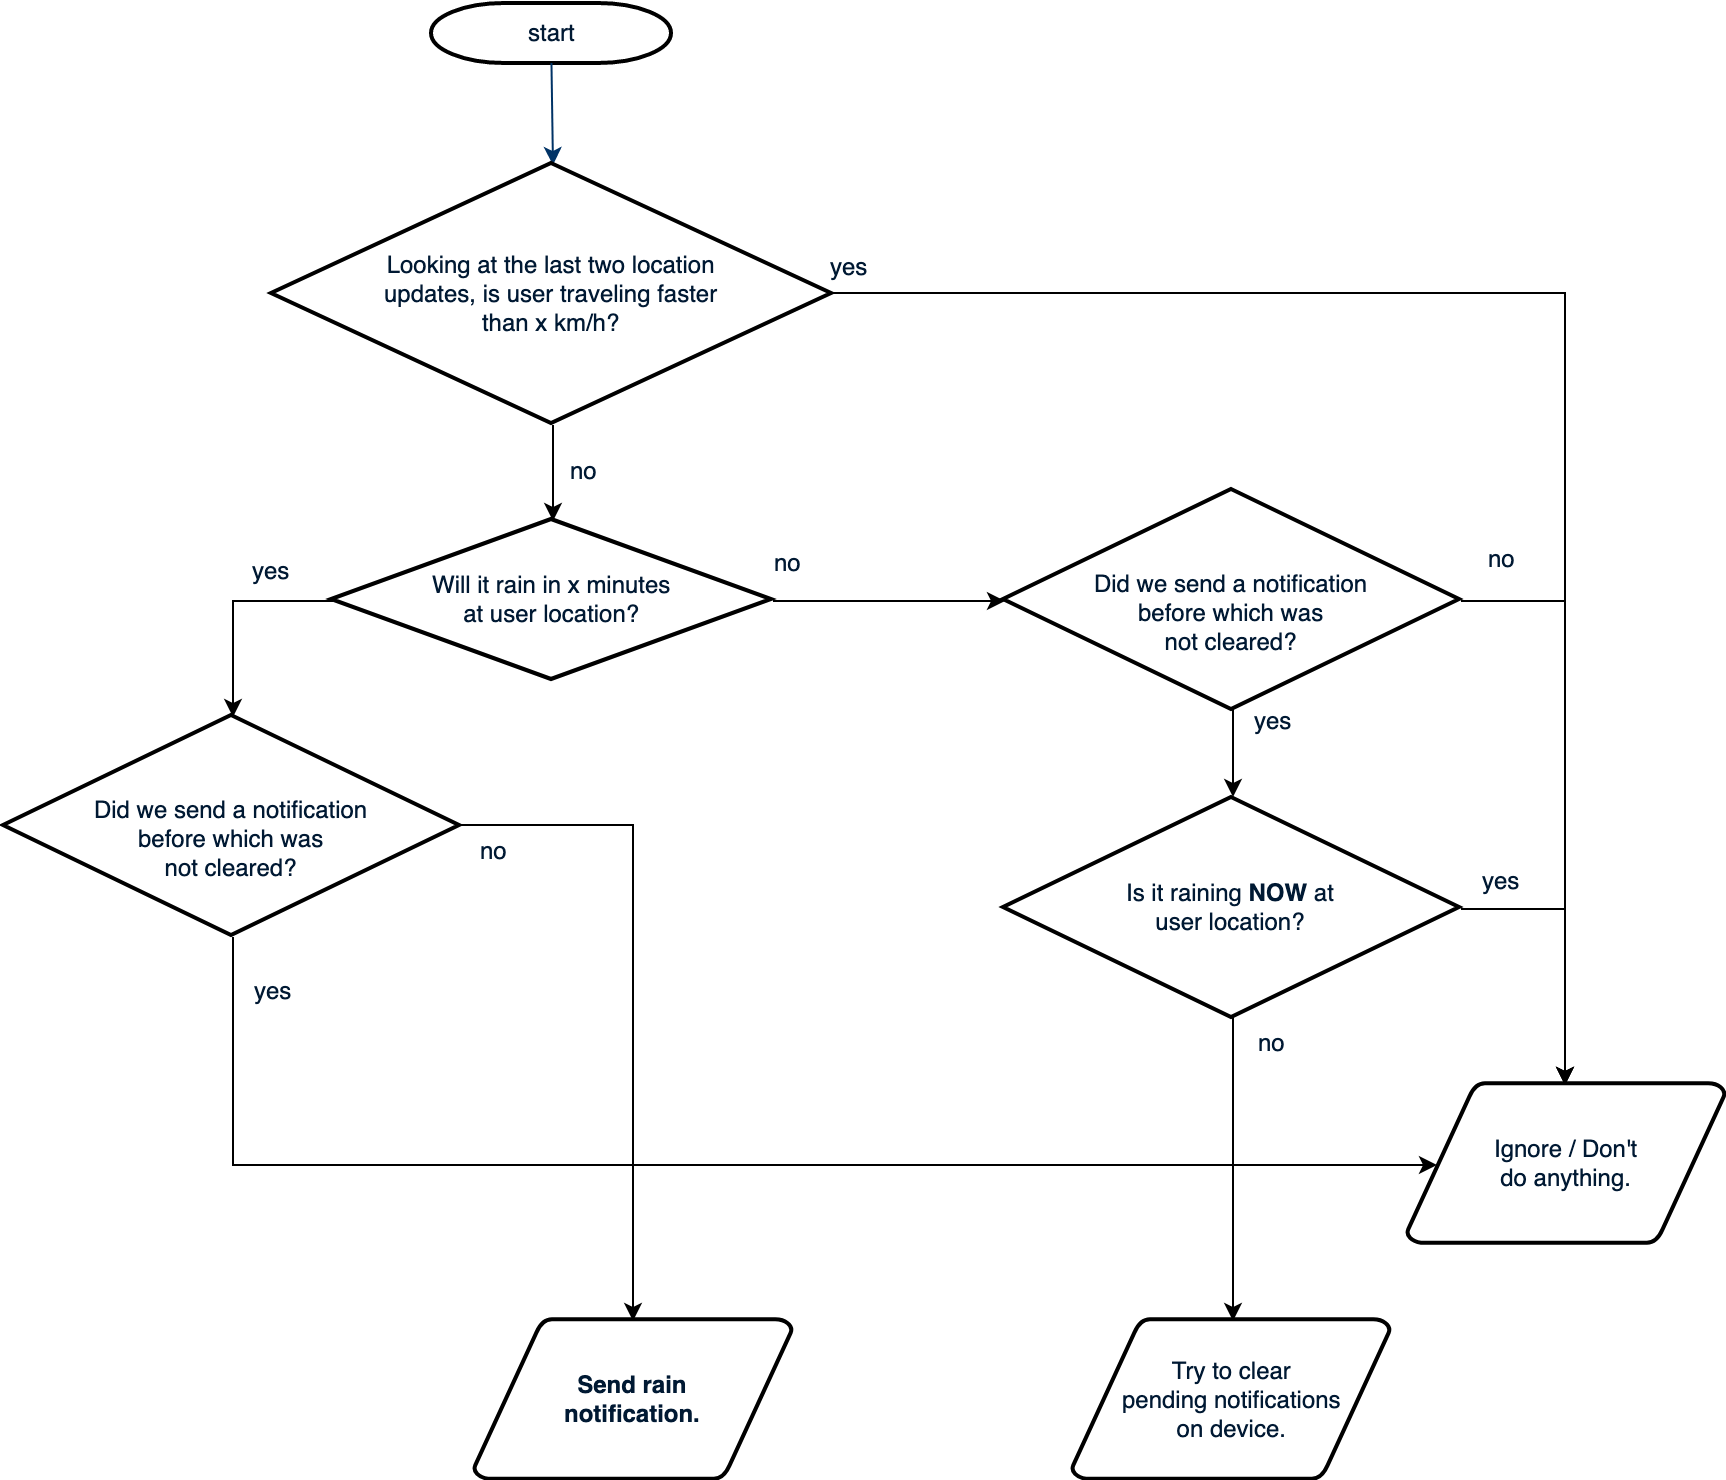 start
Looking at the last two location
updates, is user traveling faster
than x km/h?
yes
no
Will it rain in x minutes
at user location?
yes
no
Did we send a notification
before which was
not cleared?
no
yes
Did we send a notification
before which was
not cleared?
no
yes
Is it raining NOW at
user location?
yes
no
Ignore / Don't
do anything.
Send rain
notification.
Try to clear
pending notifications
on device.